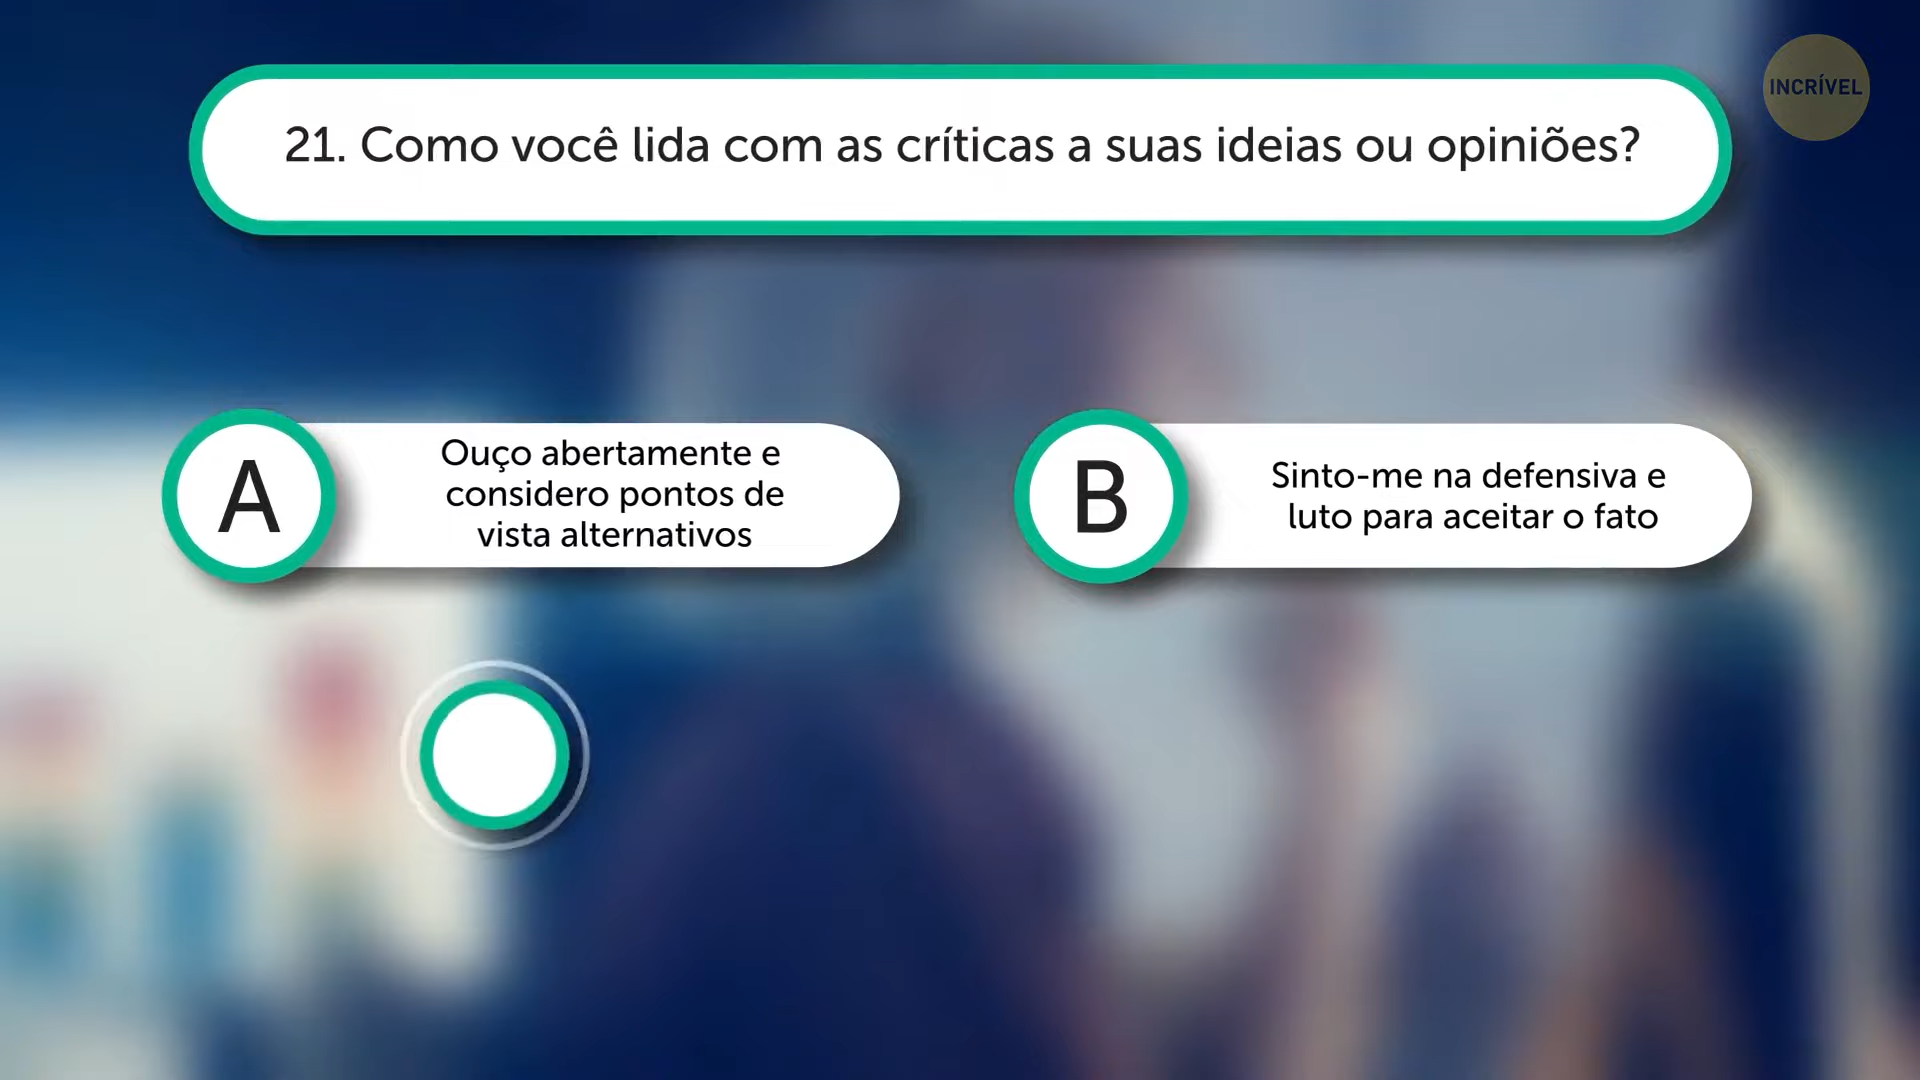 INCRÍVEL
21. Como você lida com as críticas a suas ideias ou opiniões?
A
Ouço abertamente e
considero pontos de
vista alternativos
B
Sinto-me na defensiva e
luto para aceitar o fato